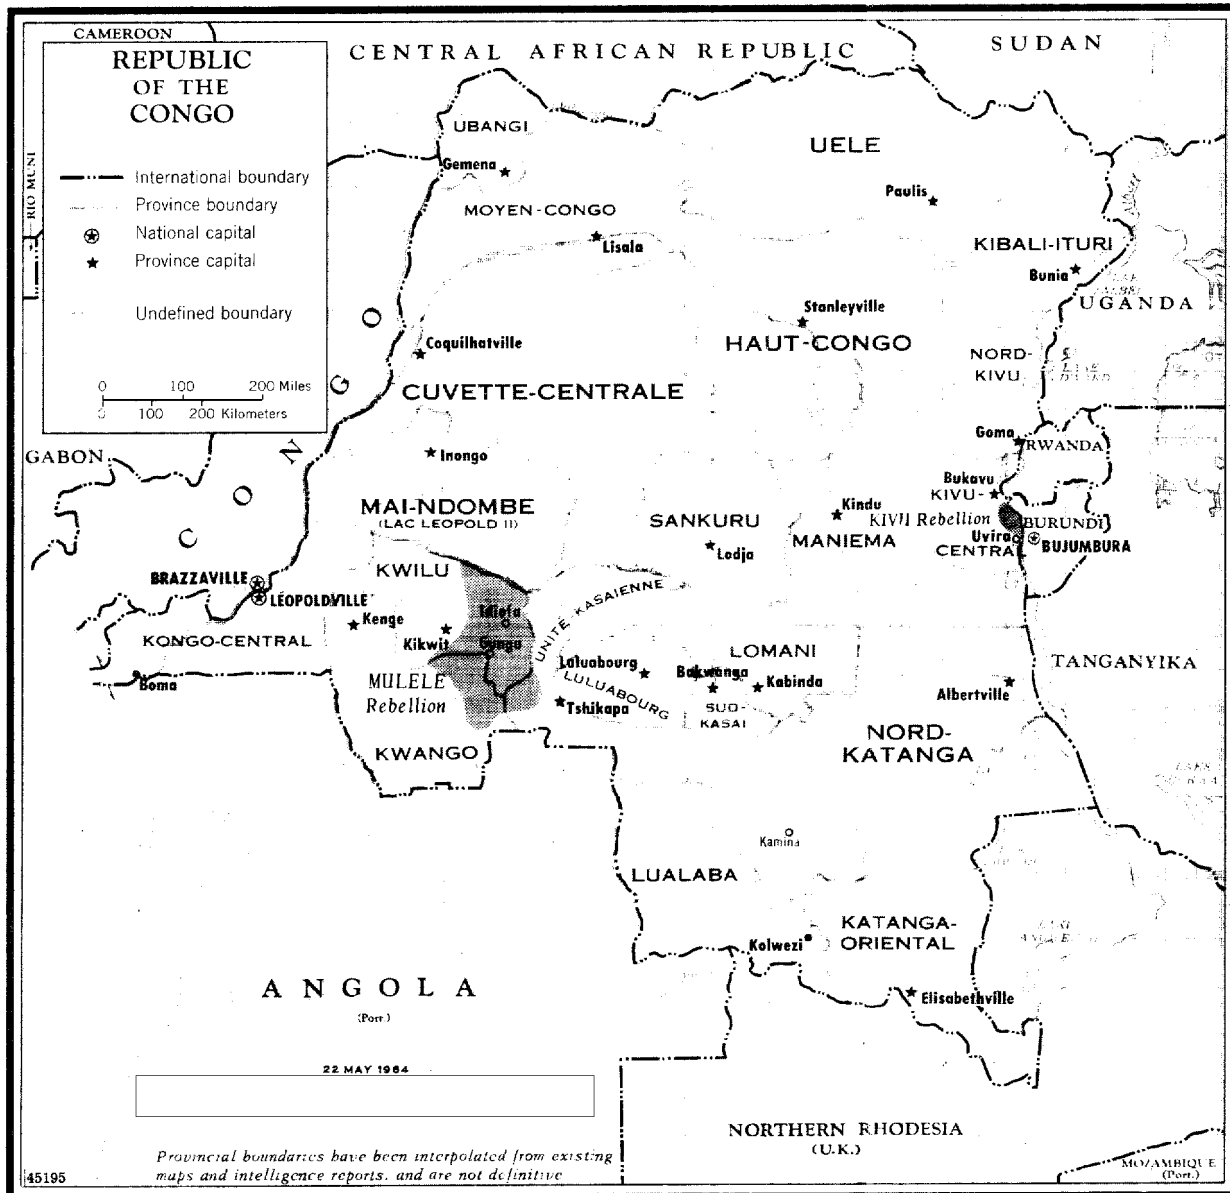 CAMEROON
CENTRAL AFRICAN REPUBLIC
SUDAN
REPUBLIC
OF THE
CONGO
International boundary
Province boundary
National capital
Province capital
Undefined boundary
0 100 200 Miles
0 100 200 Kilometers
RIO MUNI
UBANGI
Gemena
UELE
Paulis
MOYEN-CONGO
Lisala
KIBALI-ITURI
Bunia
Albert
UGANDA
Stanleyville
HAUT-CONGO
Coquilhatville
NORD-
KIVU
CUVETTE-CENTRALE
CONGO
GABON
Goma
RWANDA
Inongo
Bukavu
KIVU-
MAI-NDOMBE
(LAC LEOPOLD II)
Kindu
KIVU Rebellion
SANKURU
MANIEMA
BURUNDI
Uvira
CENTRAL
BUJUMBURA
Lodja
KWILU
BRAZZAVILLE
LÉOPOLDVILLE
UNITÉ KASAIENNE
Idiofa
Kenge
Kikwit
Gungu
KONGO-CENTRAL
LOMANI
TANGANYIKA
Luluabourg
Bakwanga
Kabinda
Albertville
Boma
MULELE
Rebellion
LULUABOURG
Tshikapa
SUD-
KASAI
NORD-
KATANGA
KWANGO
LAKE
Kamina
LUALABA
KATANGA-
ORIENTAL
Kolwezi
ANGOLA
(Port.)
Elisabethville
22 MAY 1964
NORTHERN RHODESIA
(U.K.)
Provincial boundaries have been interpolated from existing
maps and intelligence reports, and are not definitive
45195
MOZAMBIQUE
(Port.)